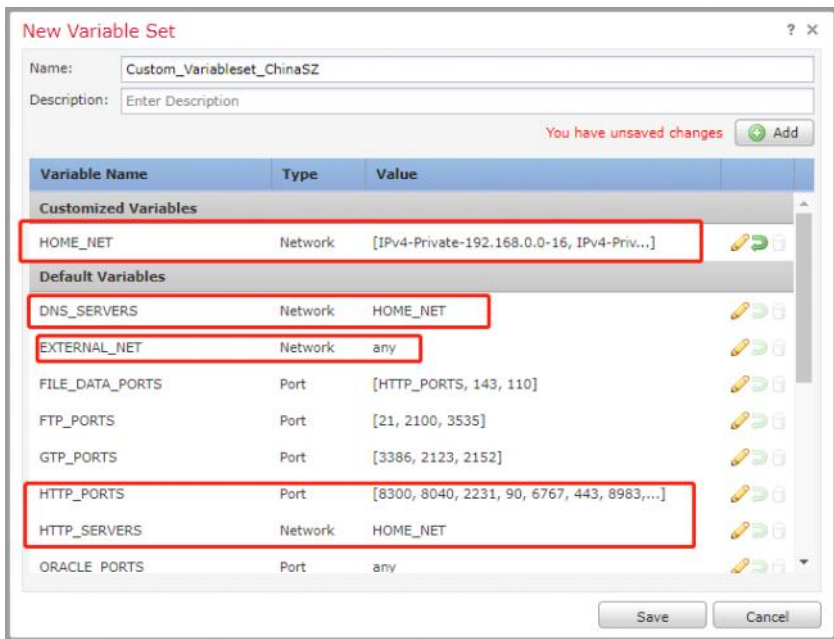 New Variable Set ? ×
Name: Custom_Variableset_ChinaSZ
Description: Enter Description
You have unsaved changes Add
Variable Name Type Value
Customized Variables
HOME_NET Network [IPv4-Private-192.168.0.0-16, IPv4-Priv...]
Default Variables
DNS_SERVERS Network HOME_NET
EXTERNAL_NET Network any
FILE_DATA_PORTS Port [HTTP_PORTS, 143, 110]
FTP_PORTS Port [21, 2100, 3535]
GTP_PORTS Port [3386, 2123, 2152]
HTTP_PORTS Port [8300, 8040, 2231, 90, 6767, 443, 8983,...]
HTTP_SERVERS Network HOME_NET
ORACLE_PORTS Port any
Save Cancel